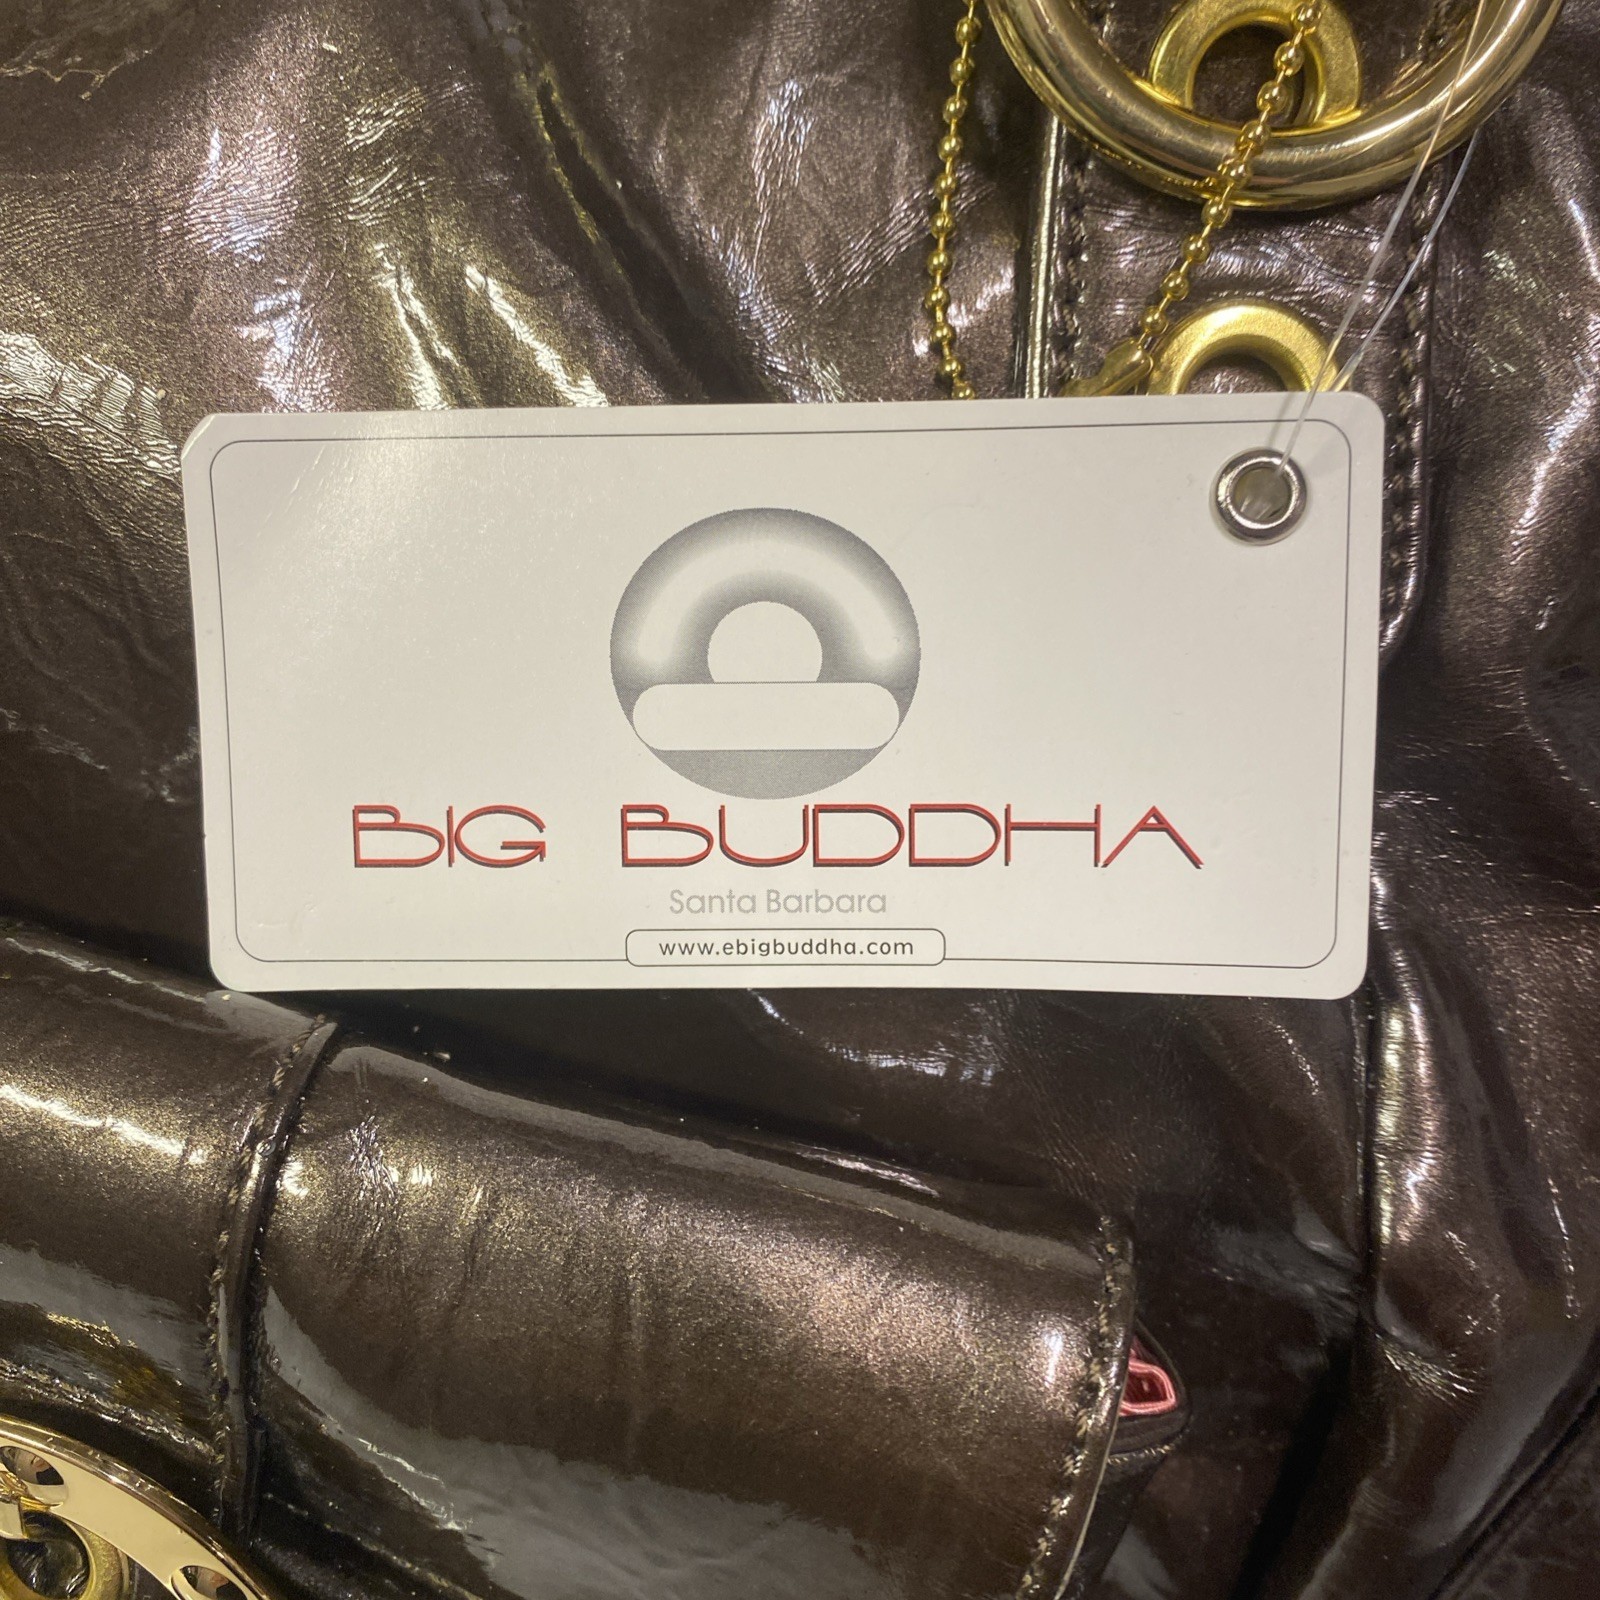 BIG BUDDHA
Santa Barbara
www.ebigbuddha.com